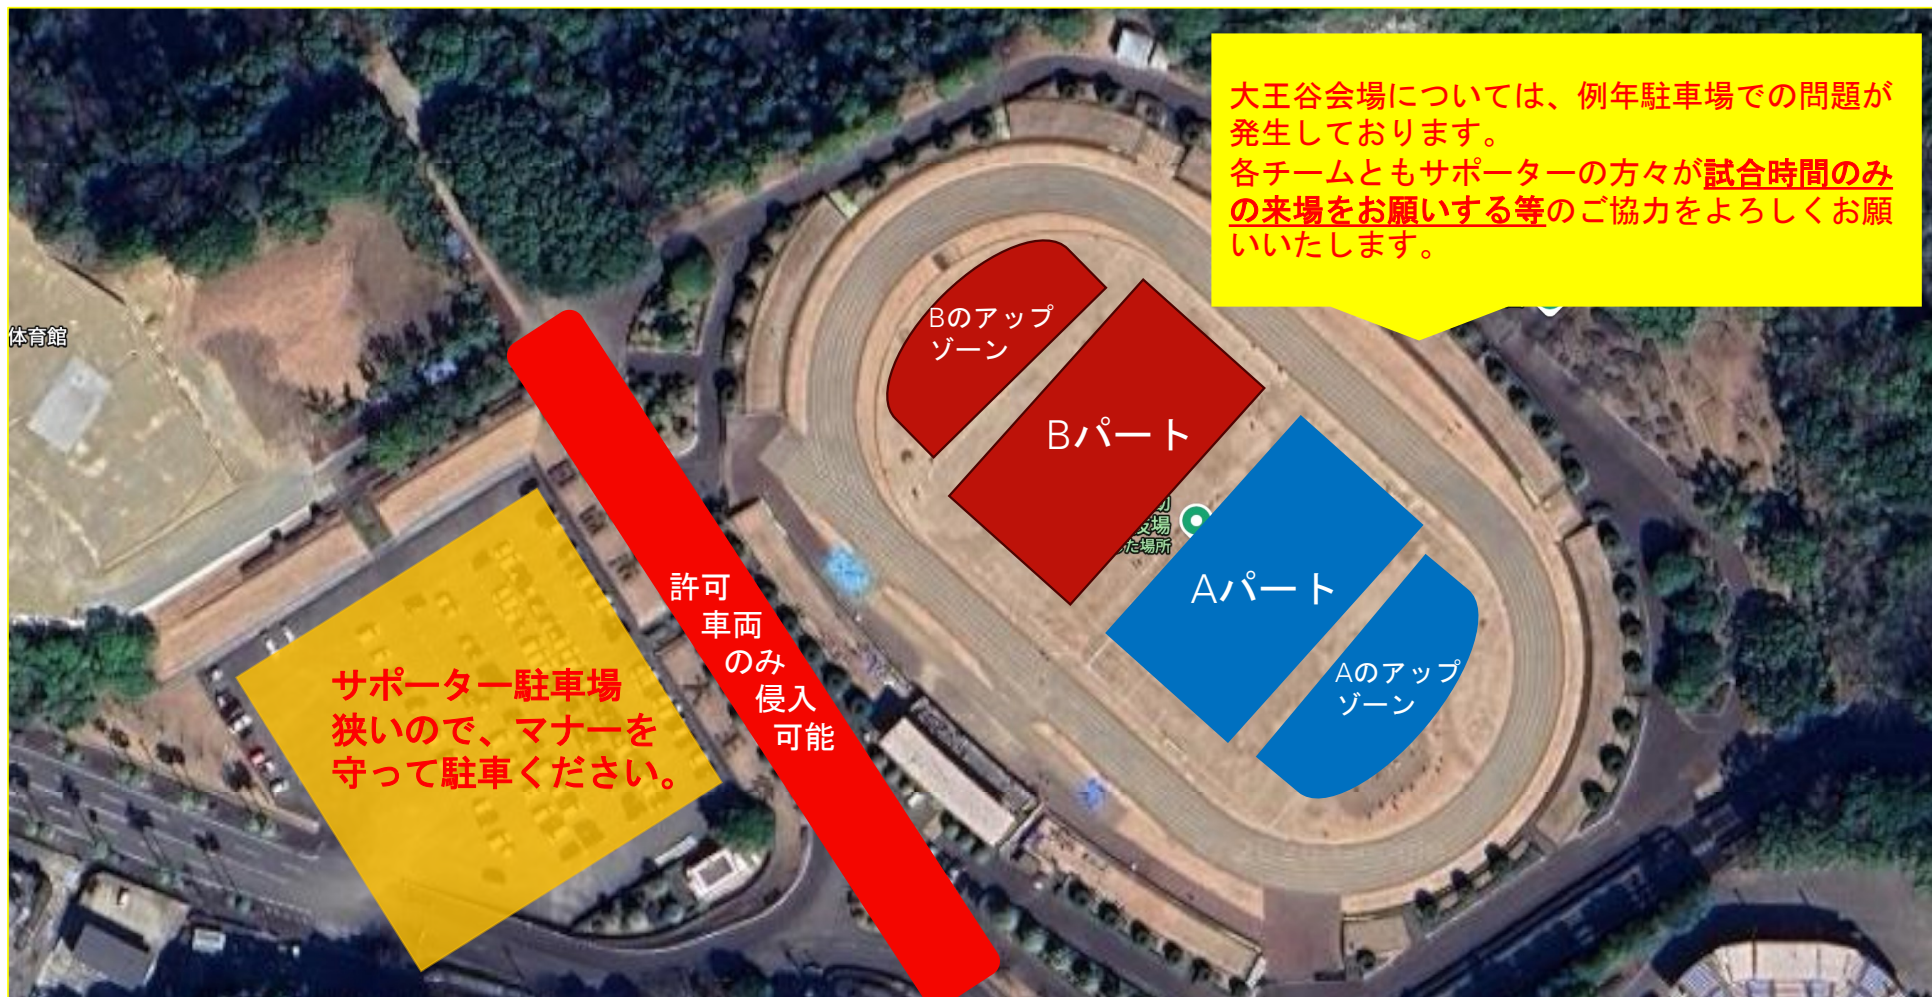 大王谷会場については、例年駐車場での問題が
発生しております。
各チームともサポーターの方々が試合時間のみ
の来場をお願いする等のご協力をよろしくお願
いいたします。
体育館
Bのアップ
ゾーン
Bパート
場
た場所
Aパート
Aのアップ
ゾーン
許可
車両
のみ
侵入
可能
サポーター駐車場
狭いので、マナーを
守って駐車ください。